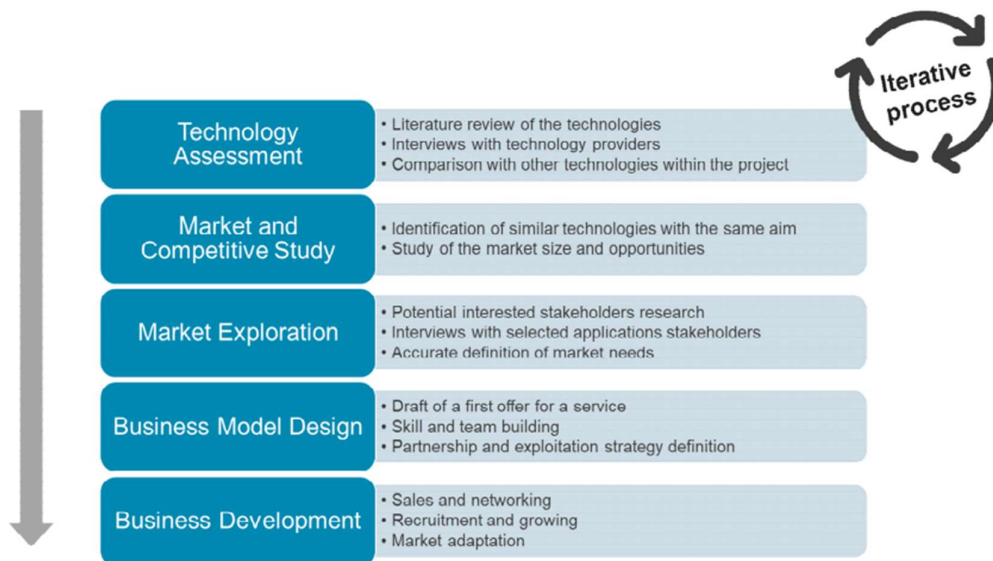 Iterative
process
Technology
Assessment
• Literature review of the technologies
• Interviews with technology providers
• Comparison with other technologies within the project
Market and
Competitive Study
• Identification of similar technologies with the same aim
• Study of the market size and opportunities
Market Exploration
• Potential interested stakeholders research
• Interviews with selected applications stakeholders
• Accurate definition of market needs
Business Model Design
• Draft of a first offer for a service
• Skill and team building
• Partnership and exploitation strategy definition
Business Development
• Sales and networking
• Recruitment and growing
• Market adaptation